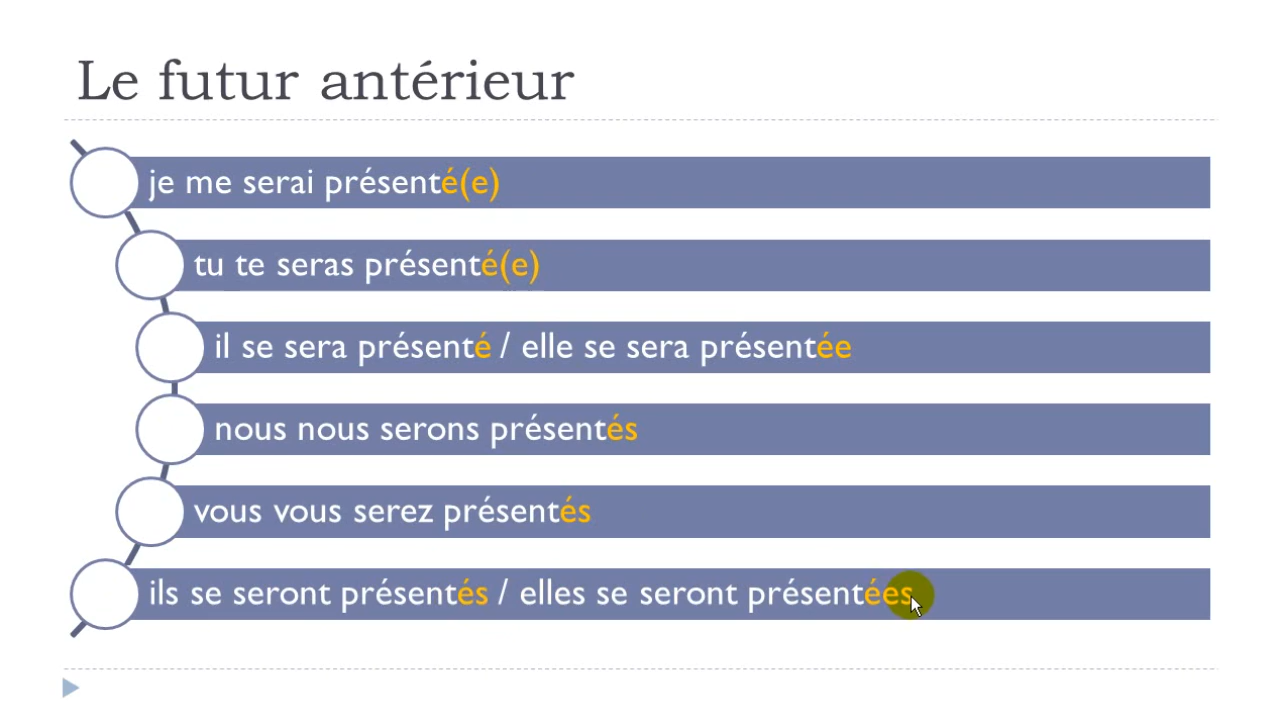 Le futur antérieur
je me serai présenté(e)
tu te seras présenté(e)
il se sera présenté / elle se sera présentée
nous nous serons présentés
vous vous serez présentés
ils se seront présentés / elles se seront présentées